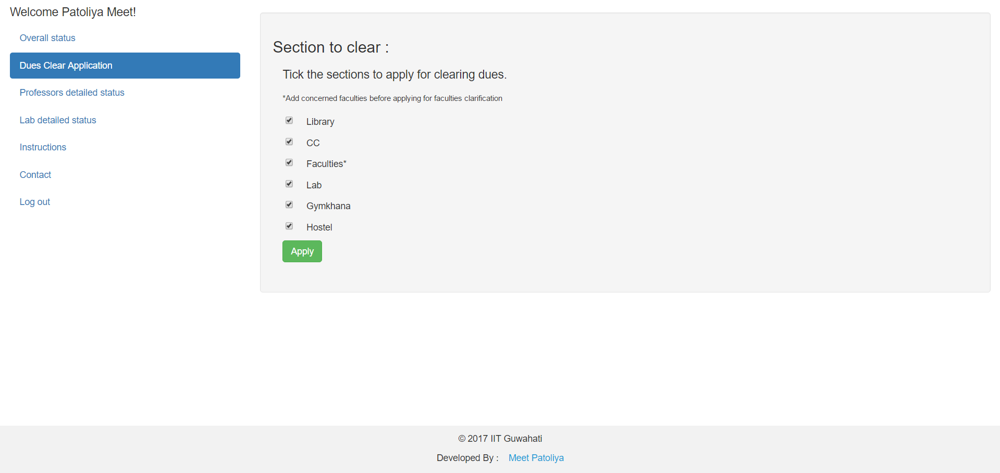 Welcome Patoliya Meet!
Overall status
Dues Clear Application
Professors detailed status
Lab detailed status
Instructions
Contact
Log out
Section to clear :
Tick the sections to apply for clearing dues.
*Add concerned faculties before applying for faculties clarification
Library
CC
Faculties*
Lab
Gymkhana
Hostel
Apply
© 2017 IIT Guwahati
Developed By : Meet Patoliya